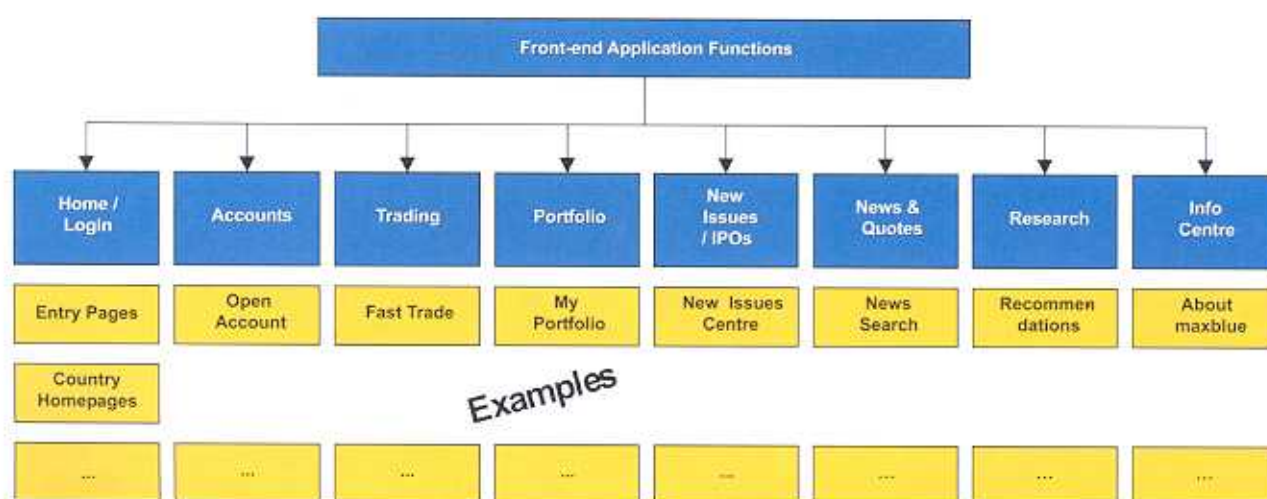 Front-end Application Functions
Home /
Login
Accounts
Trading
Portfolio
New
Issues
/ IPOs
News &
Quotes
Research
Info
Centre
Entry Pages
Open
Account
Fast Trade
My
Portfolio
New Issues
Centre
News
Search
Recommen
dations
About
maxblue
Country
Homepages
Examples
...
...
...
...
...
...
...
...